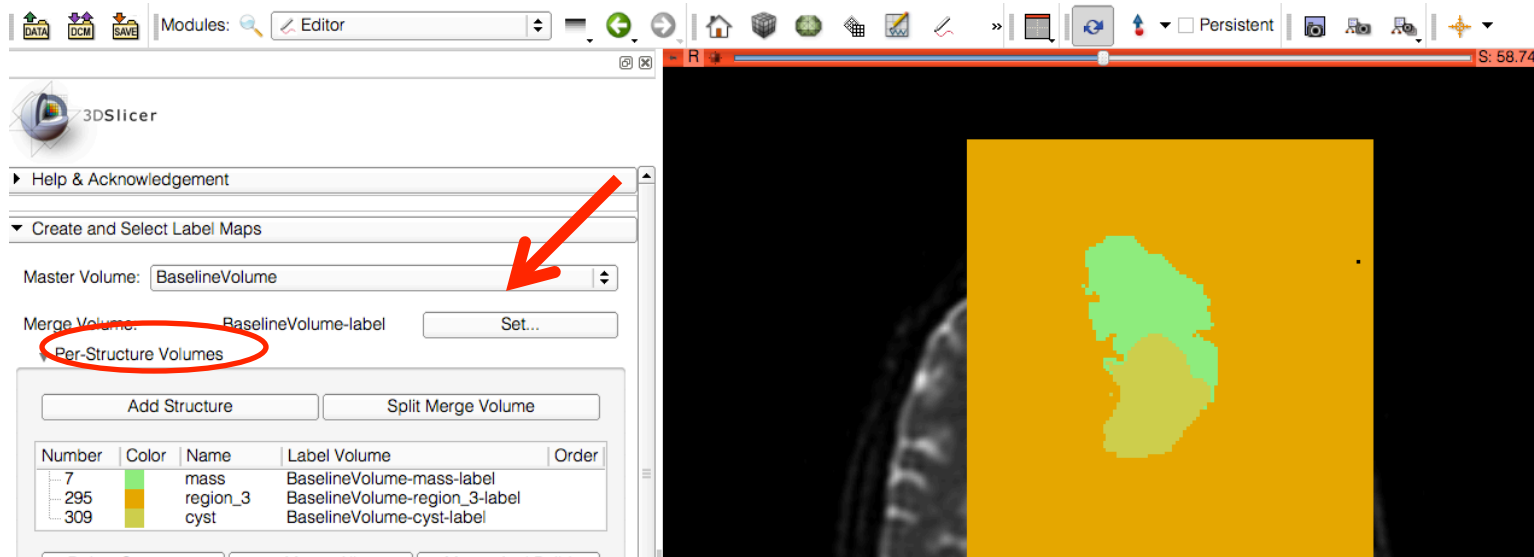 DATA DCM SAVE Modules: Editor » Persistent
R S: 58.74
3DSlicer
Help & Acknowledgement
Create and Select Label Maps
Master Volume: BaselineVolume
Merge Volume: BaselineVolume-label Set...
Per-Structure Volumes
Add Structure Split Merge Volume
Number Color Name Label Volume Order
7 mass BaselineVolume-mass-label
295 region_3 BaselineVolume-region_3-label
309 cyst BaselineVolume-cyst-label